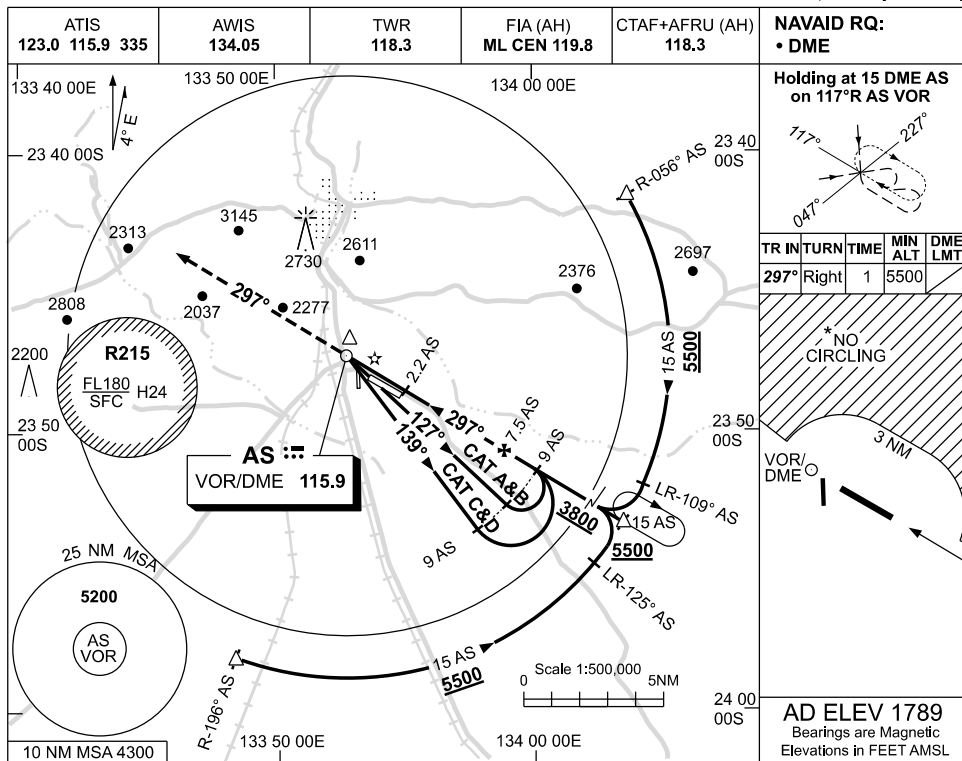 ATIS
123.0 115.9 335
AWIS
134.05
TWR
118.3
FIA (AH)
ML CEN 119.8
CTAF+AFRU (AH)
118.3
NAVAID RQ:
• DME
133 40 00E
133 50 00E
134 00 00E
4° E
23 40 00S
23 40
00S
R-056° AS
Holding at 15 DME AS
on 117°R AS VOR
117°
227°
047°
TR IN TURN TIME MIN ALT DME LMT
297° Right 1 5500
2313
3145
2730
2611
2376
2697
2808
2037
2277
297°
2200
R215
FL180
SFC
H24
15 AS
5500
2.2 AS
*NO
CIRCLING
3 NM
VOR/
DME
23 50
00S
23 50
00S
297°
7.5 AS
127°
CAT A&B
139°
CAT C&D
9 AS
9 AS
AS
VOR/DME 115.9
3800
LR-109° AS
15 AS
5500
LR-125° AS
25 NM MSA
5200
AS
VOR
10 NM MSA 4300
R-196° AS
15 AS
5500
Scale 1:500,000
0 5NM
24 00
00S
133 50 00E
134 00 00E
AD ELEV 1789
Bearings are Magnetic
Elevations in FEET AMSL